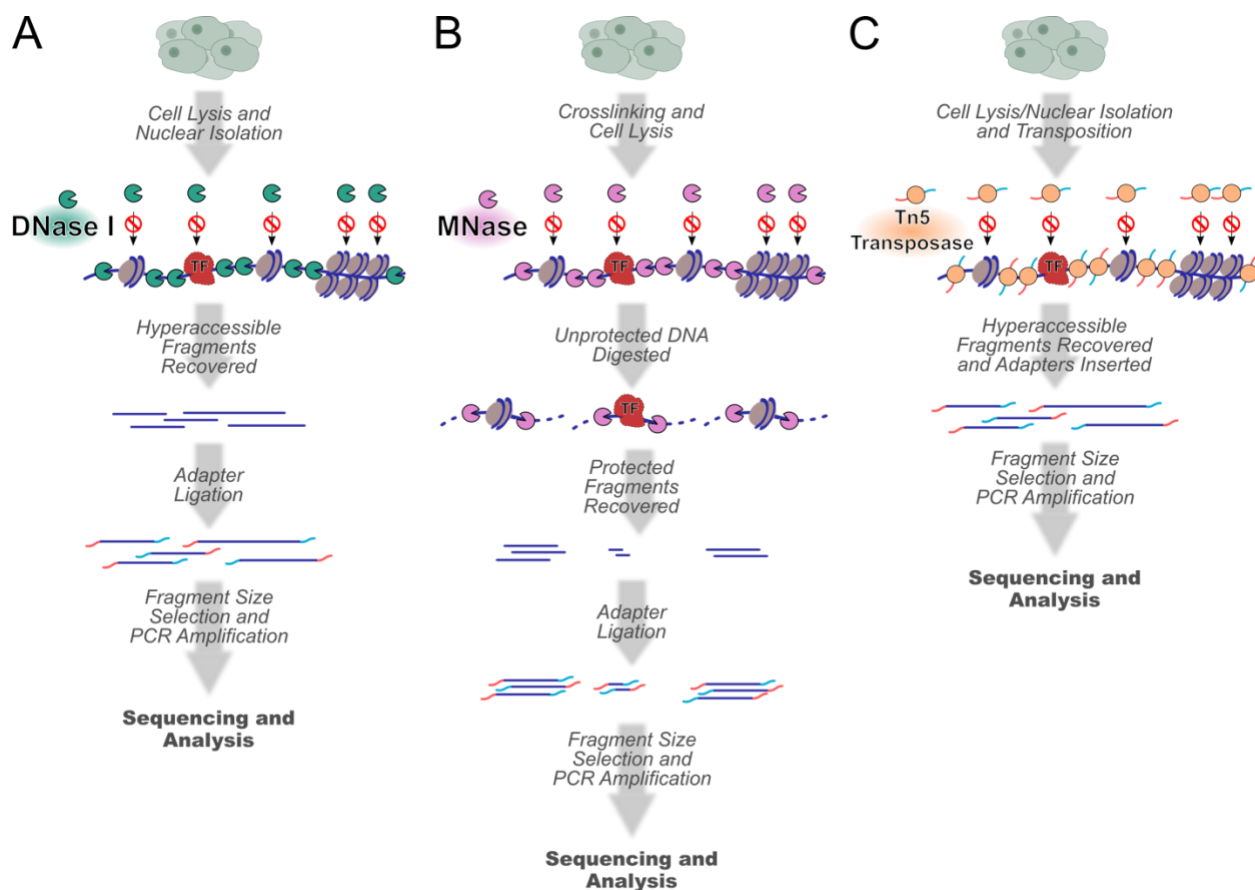 A
Cell Lysis and
Nuclear Isolation
DNase I
TF
Hyperaccessible
Fragments
Recovered
Adapter
Ligation
Fragment Size
Selection and
PCR Amplification
Sequencing and
Analysis
B
Crosslinking and
Cell Lysis
MNase
TF
Unprotected DNA
Digested
TF
Protected
Fragments
Recovered
Adapter
Ligation
Fragment Size
Selection and
PCR Amplification
Sequencing and
Analysis
C
Cell Lysis/Nuclear Isolation
and Transposition
Tn5
Transposase
TF
Hyperaccessible
Fragments Recovered
and Adapters Inserted
Fragment Size
Selection and
PCR Amplification
Sequencing and
Analysis